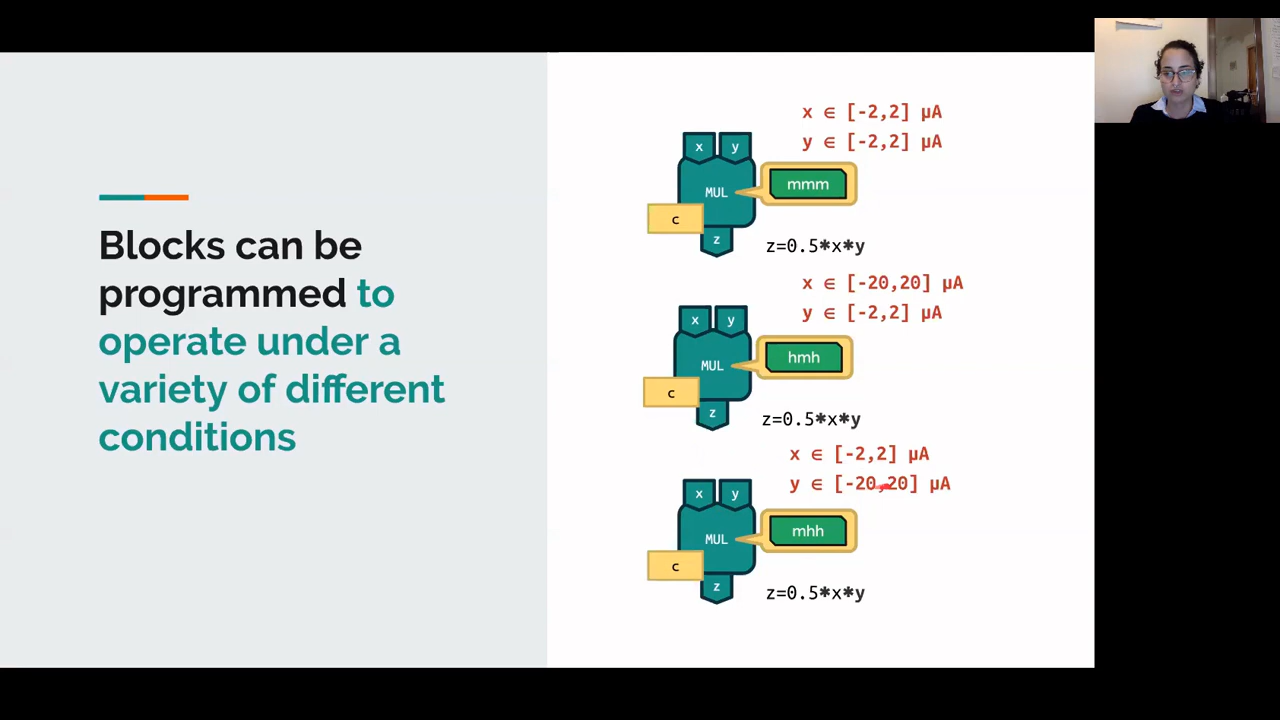 Blocks can be
programmed to
operate under a
variety of different
conditions
x ∈ [-2,2] µA
y ∈ [-2,2] µA
x y
MUL
mmm
c
z
z=0.5*x*y
x ∈ [-20,20] µA
y ∈ [-2,2] µA
x y
MUL
hmh
c
z
z=0.5*x*y
x ∈ [-2,2] µA
y ∈ [-20,20] µA
x y
MUL
mhh
c
z
z=0.5*x*y